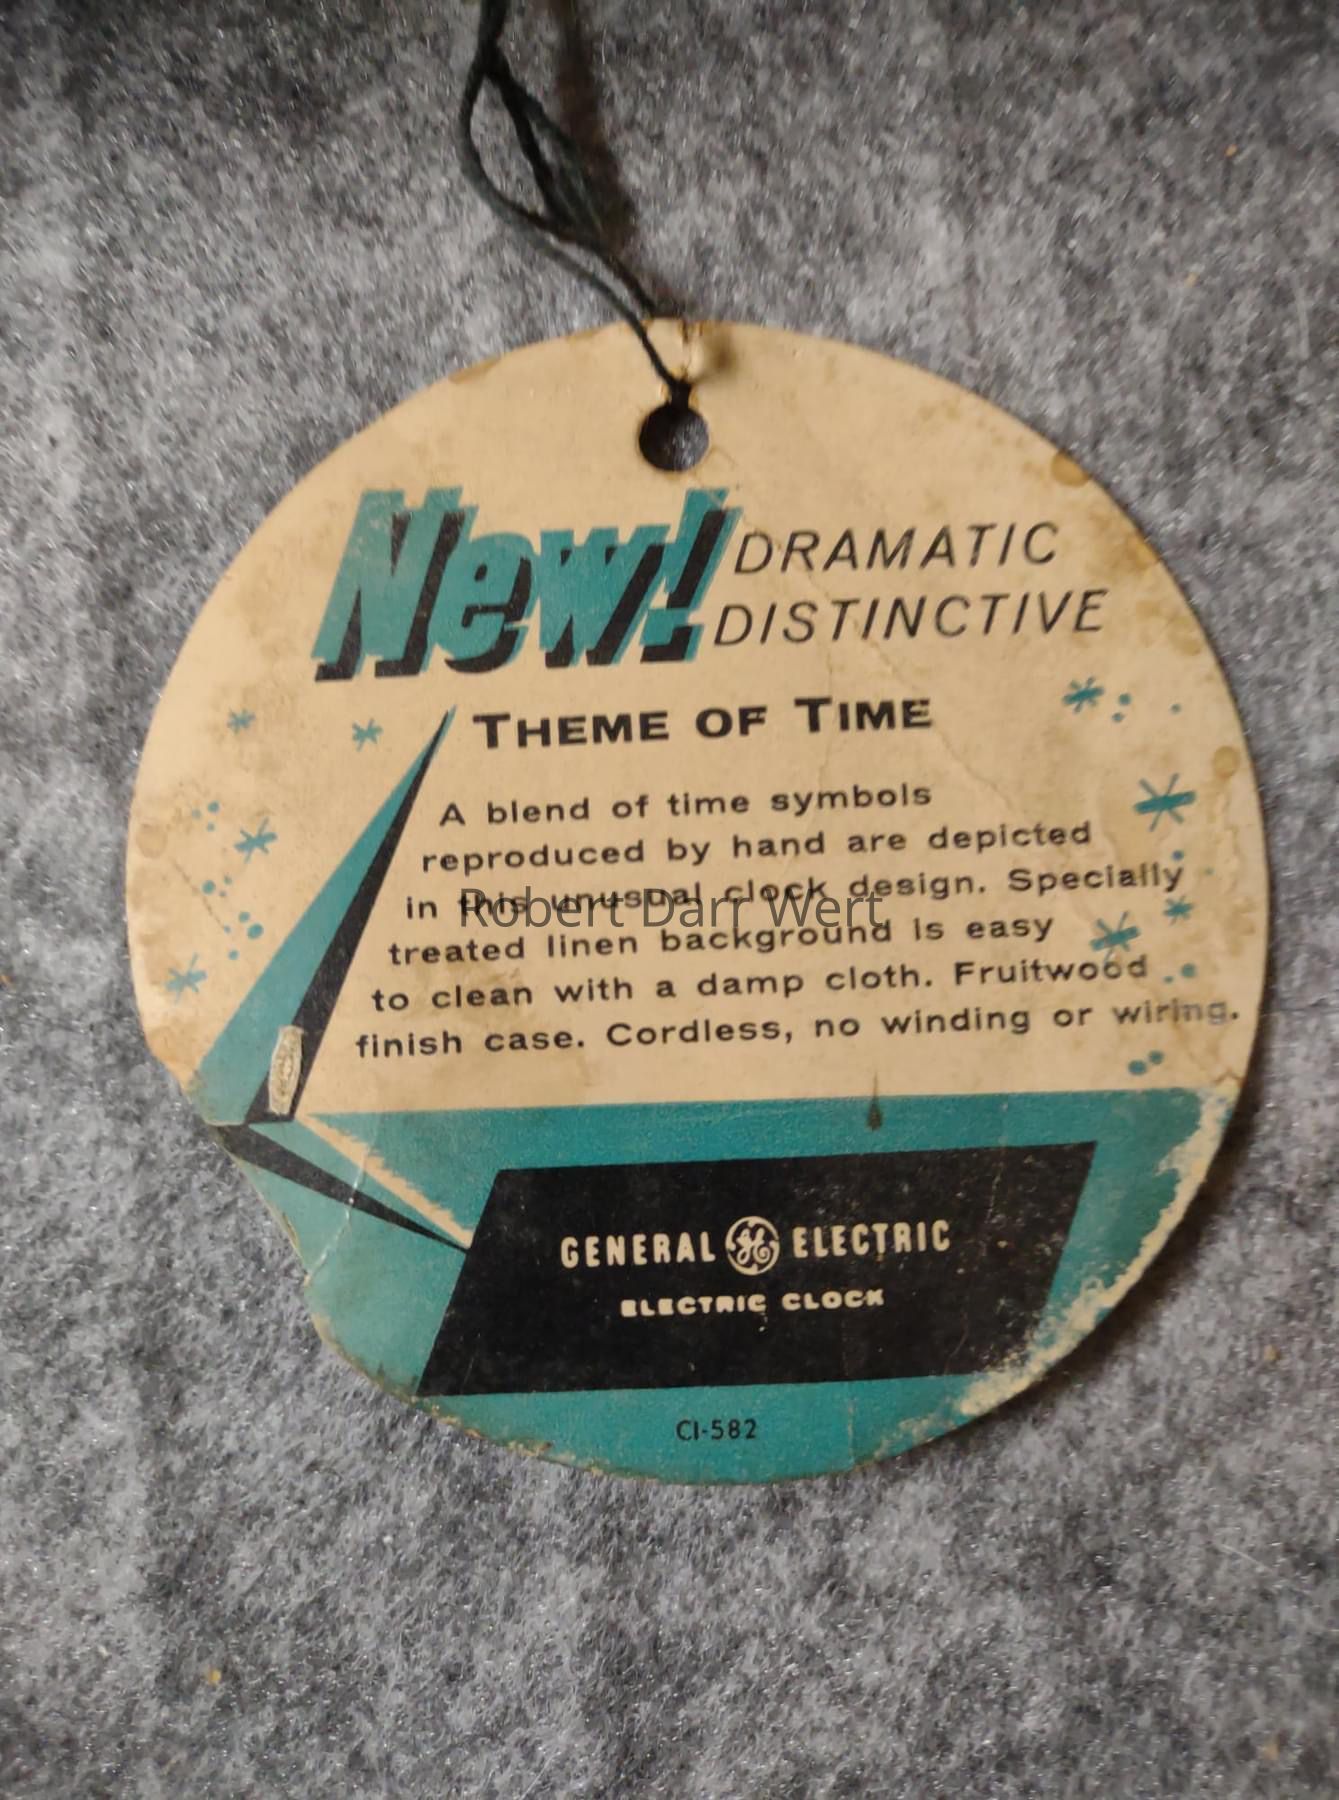 New! DRAMATIC
DISTINCTIVE
THEME OF TIME
A blend of time symbols
reproduced by hand are depicted
in this unusual clock design. Specially
treated linen background is easy
to clean with a damp cloth. Fruitwood
finish case. Cordless, no winding or wiring.
Robert Darr Wert
GENERAL GE ELECTRIC
ELECTRIC CLOCK
CI-582